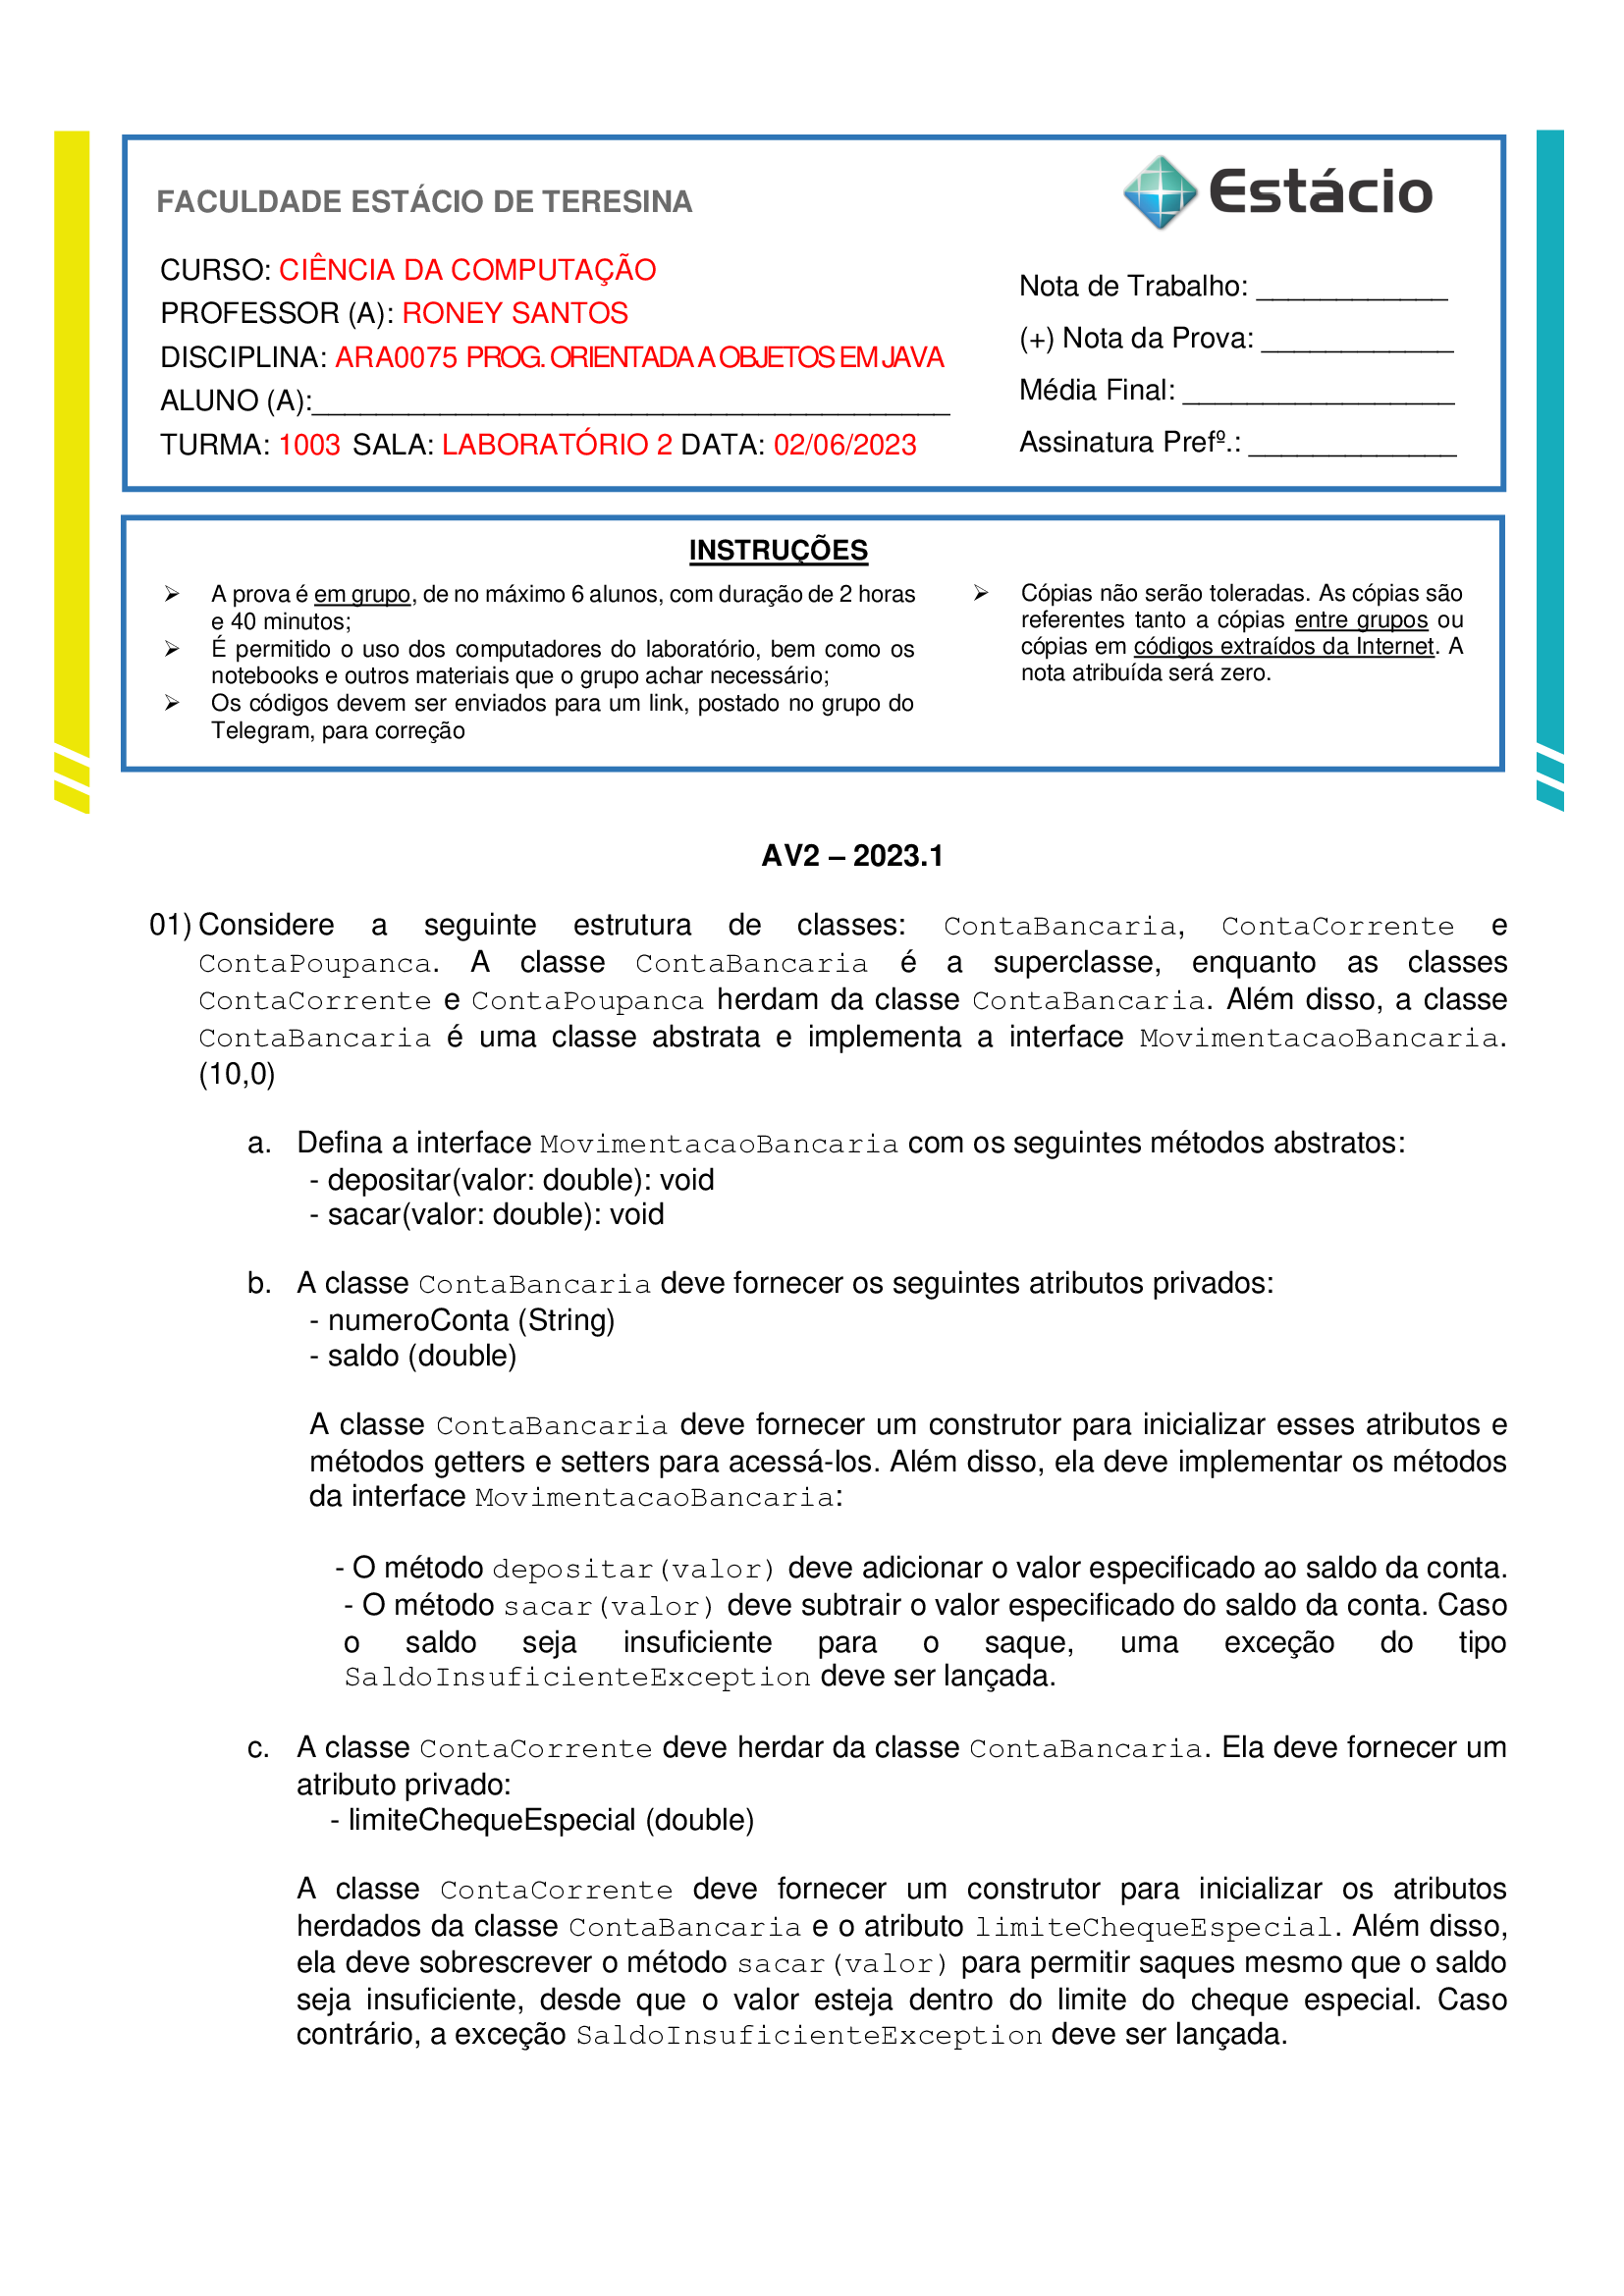 FACULDADE ESTÁCIO DE TERESINA
Estácio
CURSO: CIÊNCIA DA COMPUTAÇÃO
PROFESSOR (A): RONEY SANTOS
DISCIPLINA: ARA0075 PROG. ORIENTADA A OBJETOS EM JAVA
ALUNO (A):________________________________________
TURMA: 1003 SALA: LABORATÓRIO 2 DATA: 02/06/2023
Nota de Trabalho: ____________
(+) Nota da Prova: ____________
Média Final: _________________
Assinatura Prefº.: _____________
INSTRUÇÕES
➢ A prova é em grupo, de no máximo 6 alunos, com duração de 2 horas
e 40 minutos;
➢ É permitido o uso dos computadores do laboratório, bem como os
notebooks e outros materiais que o grupo achar necessário;
➢ Os códigos devem ser enviados para um link, postado no grupo do
Telegram, para correção
➢ Cópias não serão toleradas. As cópias são
referentes tanto a cópias entre grupos ou
cópias em códigos extraídos da Internet. A
nota atribuída será zero.
AV2 – 2023.1
01) Considere a seguinte estrutura de classes: ContaBancaria, ContaCorrente e
ContaPoupanca. A classe ContaBancaria é a superclasse, enquanto as classes
ContaCorrente e ContaPoupanca herdam da classe ContaBancaria. Além disso, a classe
ContaBancaria é uma classe abstrata e implementa a interface MovimentacaoBancaria.
(10,0)
a. Defina a interface MovimentacaoBancaria com os seguintes métodos abstratos:
- depositar(valor: double): void
- sacar(valor: double): void
b. A classe ContaBancaria deve fornecer os seguintes atributos privados:
- numeroConta (String)
- saldo (double)
A classe ContaBancaria deve fornecer um construtor para inicializar esses atributos e
métodos getters e setters para acessá-los. Além disso, ela deve implementar os métodos
da interface MovimentacaoBancaria:
- O método depositar(valor) deve adicionar o valor especificado ao saldo da conta.
- O método sacar(valor) deve subtrair o valor especificado do saldo da conta. Caso
o saldo seja insuficiente para o saque, uma exceção do tipo
SaldoInsuficienteException deve ser lançada.
c. A classe ContaCorrente deve herdar da classe ContaBancaria. Ela deve fornecer um
atributo privado:
- limiteChequeEspecial (double)
A classe ContaCorrente deve fornecer um construtor para inicializar os atributos
herdados da classe ContaBancaria e o atributo limiteChequeEspecial. Além disso,
ela deve sobrescrever o método sacar(valor) para permitir saques mesmo que o saldo
seja insuficiente, desde que o valor esteja dentro do limite do cheque especial. Caso
contrário, a exceção SaldoInsuficienteException deve ser lançada.